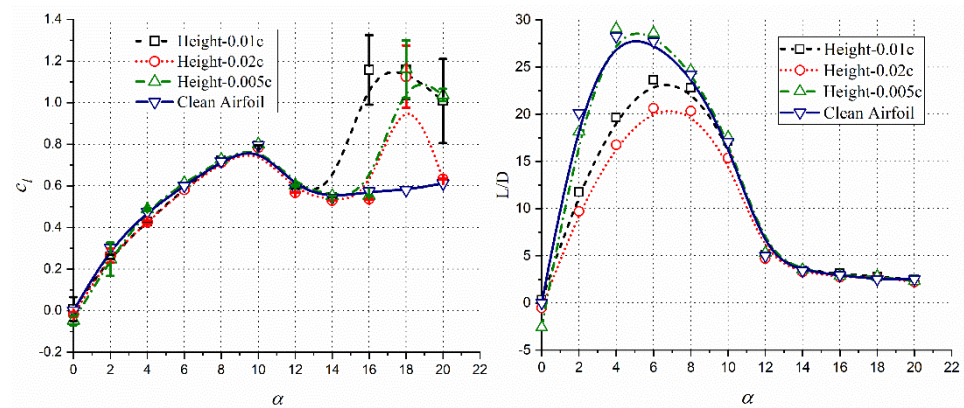 1.4
1.2
1.0
0.8
0.6
0.4
0.2
0.0
-0.2
c_l
Height-0.01c
Height-0.02c
Height-0.005c
Clean Airfoil
0 2 4 6 8 10 12 14 16 18 20 22
α
30
25
20
15
10
5
0
-5
L/D
Height-0.01c
Height-0.02c
Height-0.005c
Clean Airfoil
0 2 4 6 8 10 12 14 16 18 20 22
α